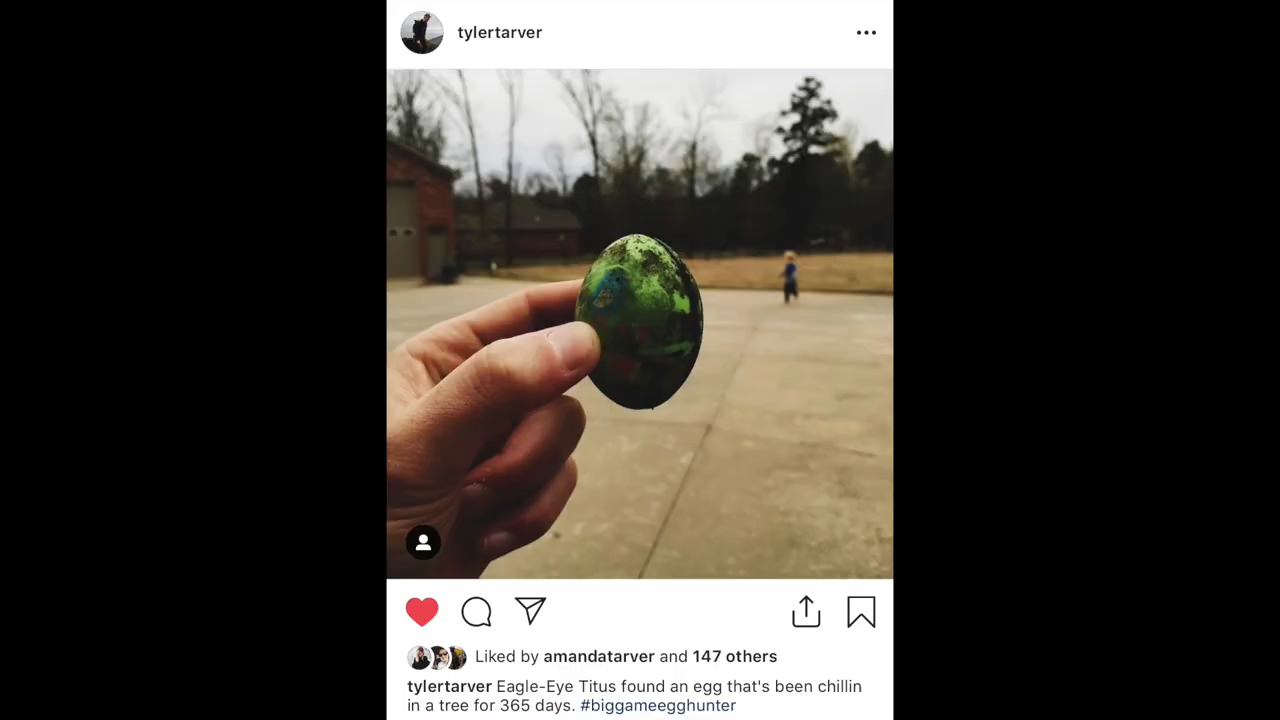 tylertarver
Liked by amandatarver and 147 others
tylertarver Eagle-Eye Titus found an egg that's been chillin
in a tree for 365 days. #biggameegghunter